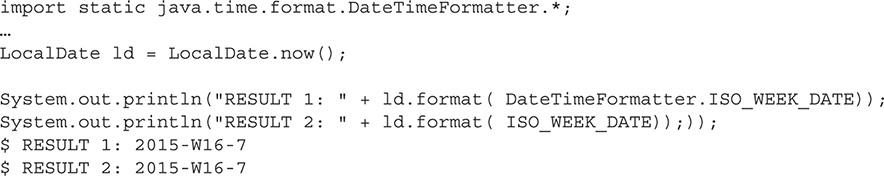 import static java.time.format.DateTimeFormatter.*;
…
LocalDate ld = LocalDate.now();
System.out.println("RESULT 1: " + ld.format( DateTimeFormatter.ISO_WEEK_DATE));
System.out.println("RESULT 2: " + ld.format( ISO_WEEK_DATE));));
$ RESULT 1: 2015-W16-7
$ RESULT 2: 2015-W16-7